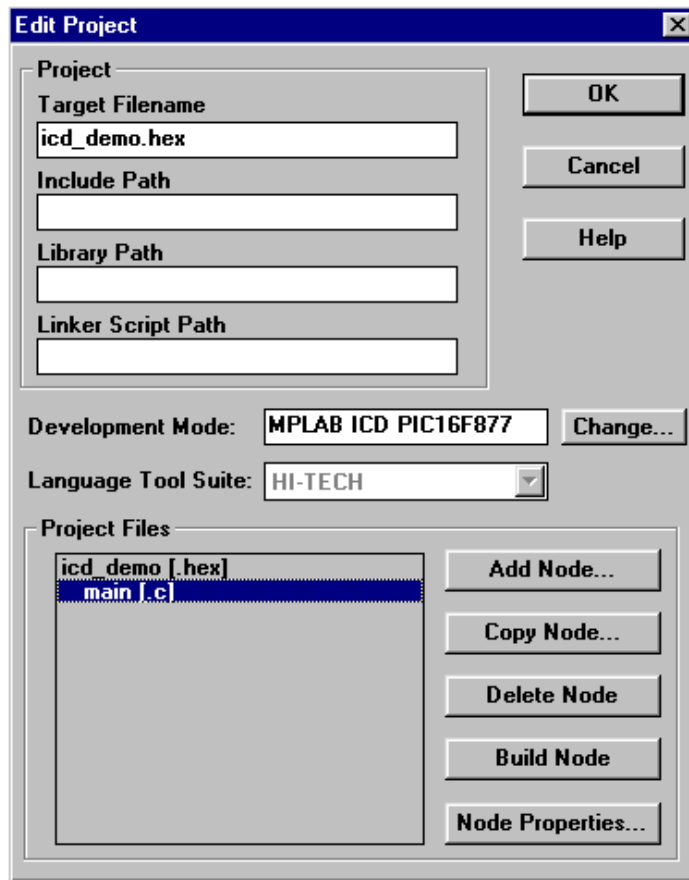 Edit Project
Project
Target Filename
icd_demo.hex
Include Path
Library Path
Linker Script Path
OK
Cancel
Help
Development Mode:
MPLAB ICD PIC16F877
Change...
Language Tool Suite:
HI-TECH
Project Files
icd_demo [.hex]
main [.c]
Add Node...
Copy Node...
Delete Node
Build Node
Node Properties...